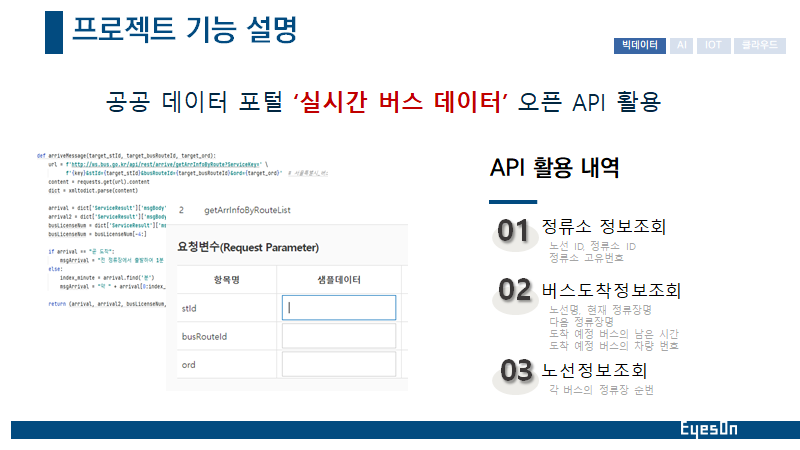 프로젝트 기능 설명
빅데이터 AI IOT 클라우드
공공 데이터 포털 ‘실시간 버스 데이터’ 오픈 API 활용
def arriveMessage(target_stId, target_busRouteId, target_ord):
url = f'http://ws.bus.go.kr/api/rest/arrive/getArrInfoByRoute?ServiceKey=' \
f'{key}&stId={target_stId}&busRouteId={target_busRouteId}&ord={target_ord}' # 서울특별시_버스
content = requests.get(url).content
dict = xmltodict.parse(content)
arrival = dict['ServiceResult']['msgBody'
arrival2 = dict['ServiceResult']['msgBody
busLicenseNum = dict['ServiceResult']['ms
busLicenseNum = busLicenseNum[-4:]
if arrival == "곧 도착":
msgArrival = "전 정류장에서 출발하여 1분
else:
index_minute = arrival.find('분')
msgArrival = "약 " + arrival[0:index_
return (arrival, arrival2, busLicenseNum,
2 getArrInfoByRouteList
요청변수(Request Parameter)
항목명 샘플데이터
stId
busRouteId
ord
API 활용 내역
01 정류소 정보조회
노선 ID, 정류소 ID
정류소 고유번호
02 버스도착정보조회
노선명, 현재 정류장명
다음 정류장명
도착 예정 버스의 남은 시간
도착 예정 버스의 차량 번호
03 노선정보조회
각 버스의 정류장 순번
EyesOn